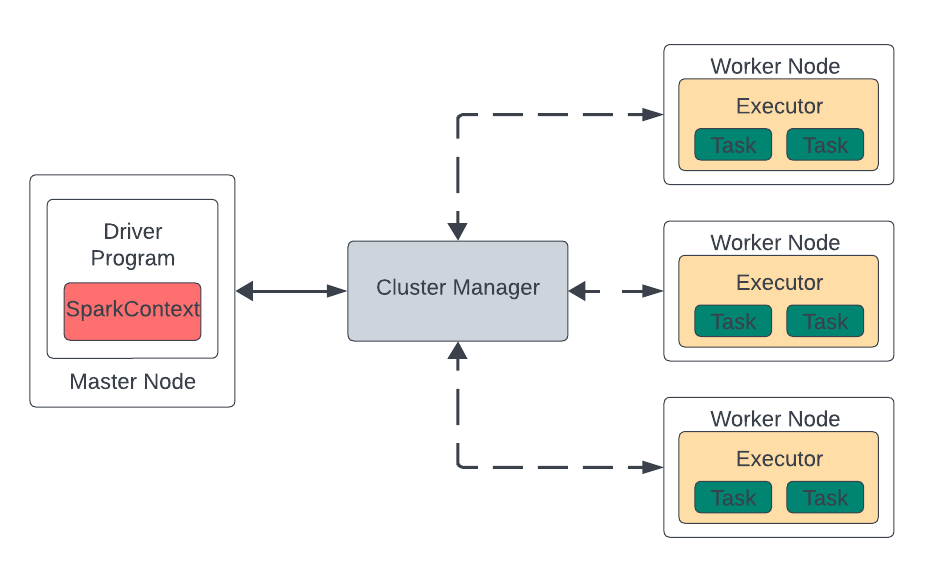 Driver
Program
SparkContext
Master Node
Cluster Manager
Worker Node
Executor
Task Task
Worker Node
Executor
Task Task
Worker Node
Executor
Task Task